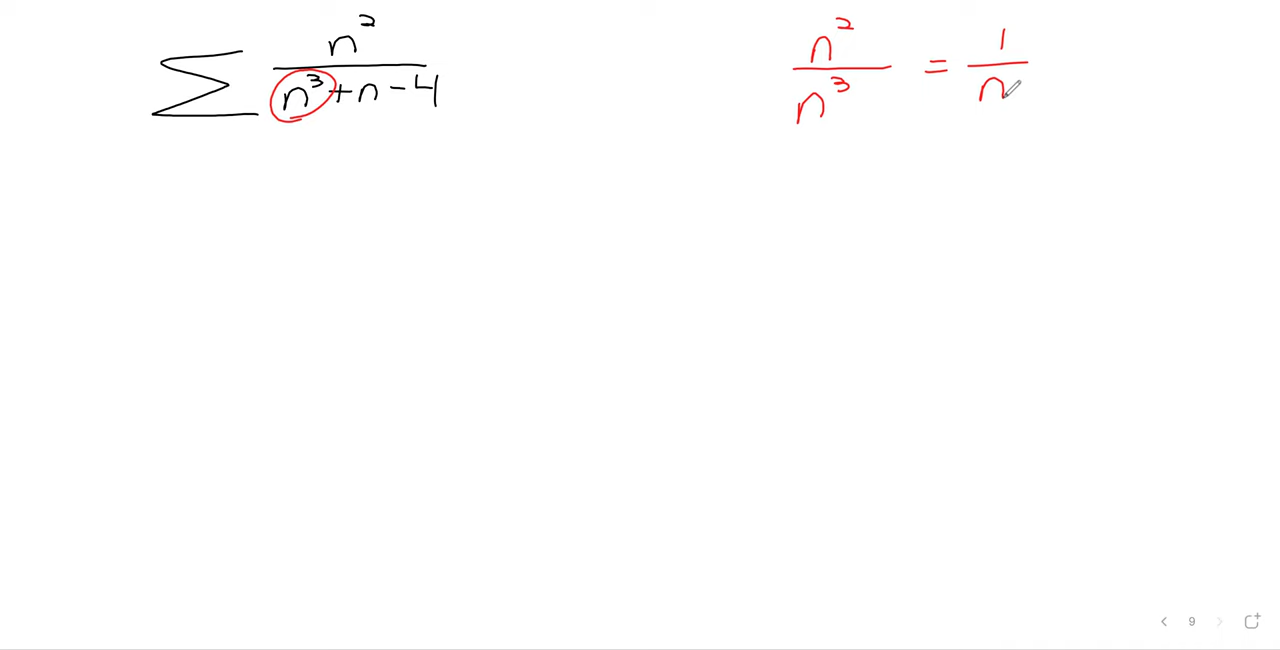 ∑ n²/(n³+n−4)
n²/n³ = 1/n
9